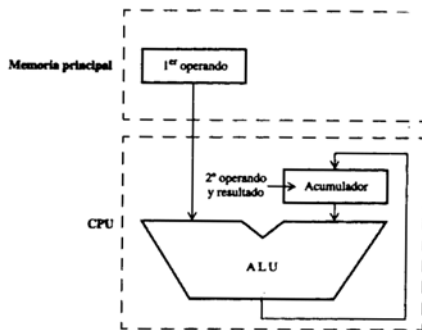 Memoria principal
1er operando
2º operando
y resultado
Acumulador
CPU
ALU